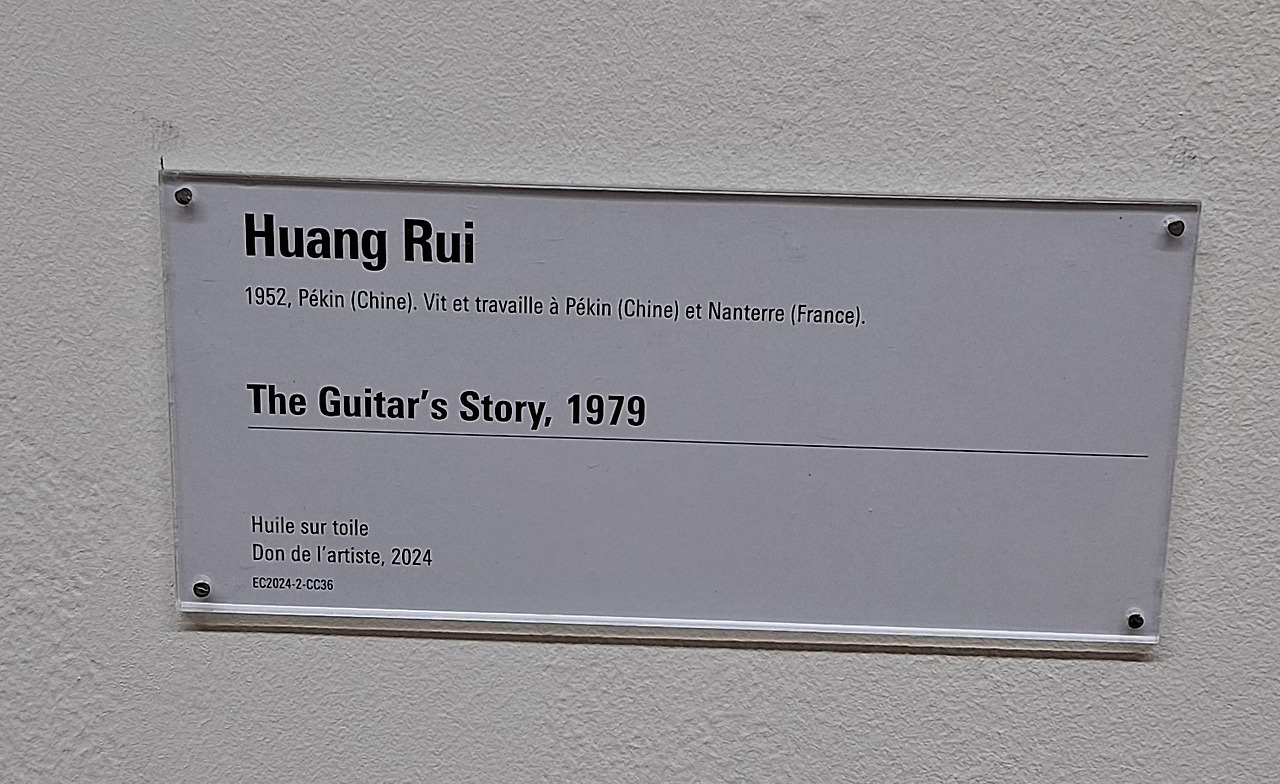 Huang Rui
1952, Pékin (Chine). Vit et travaille à Pékin (Chine) et Nanterre (France).
The Guitar’s Story, 1979
Huile sur toile
Don de l’artiste, 2024
EC2024-2-CC36